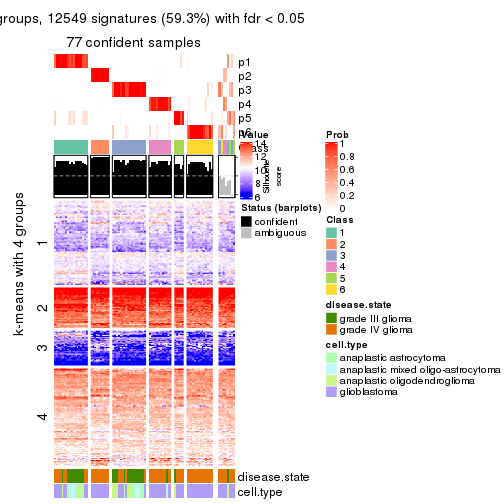 groups, 12549 signatures (59.3%) with fdr < 0.05
77 confident samples
p1
p2
p3
p4
p5
p6
Value
14
12
10
8
6
Class
Silhouette
score
Status (barplots)
confident
ambiguous
Prob
1
0.8
0.6
0.4
0.2
0
Class
1
2
3
4
5
6
disease.state
grade III glioma
grade IV glioma
cell.type
anaplastic astrocytoma
anaplastic mixed oligo-astrocytoma
anaplastic oligodendroglioma
glioblastoma
k-means with 4 groups
1
2
3
4
disease.state
cell.type